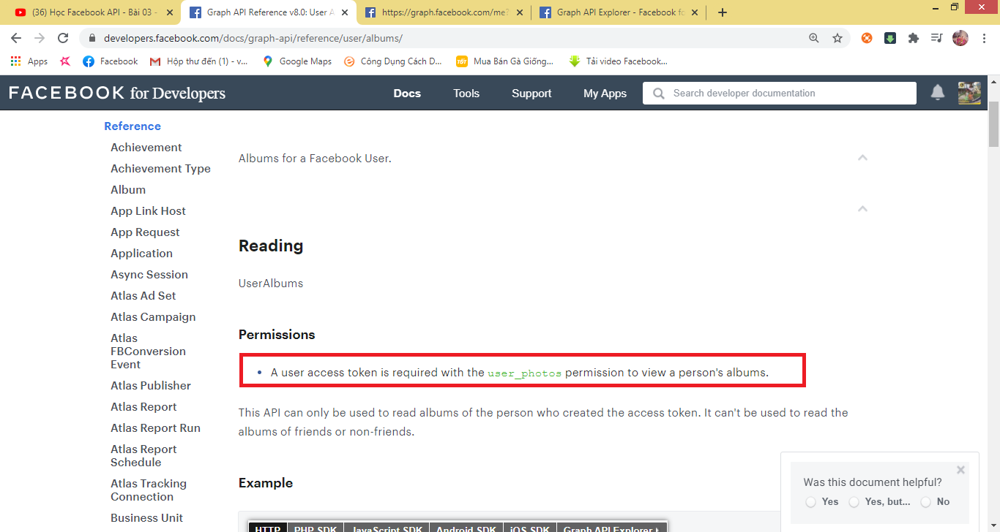 (36) Học Facebook API - Bài 03 -
Graph API Reference v8.0: User A
https://graph.facebook.com/me?
Graph API Explorer - Facebook fo
developers.facebook.com/docs/graph-api/reference/user/albums/
Apps
Facebook
Hộp thư đến (1) - v...
Google Maps
Công Dụng Cách D...
TỐT
Mua Bán Gà Giống...
Tải video Facebook...
FACEBOOK for Developers
Docs
Tools
Support
My Apps
Search developer documentation
Reference
Achievement
Achievement Type
Album
App Link Host
App Request
Application
Async Session
Atlas Ad Set
Atlas Campaign
Atlas
FBConversion
Event
Atlas Publisher
Atlas Report
Atlas Report Run
Atlas Report
Schedule
Atlas Tracking
Connection
Business Unit
Albums for a Facebook User.
Reading
UserAlbums
Permissions
• A user access token is required with the user_photos permission to view a person's albums.
This API can only be used to read albums of the person who created the access token. It can't be used to read the
albums of friends or non-friends.
Example
HTTP PHP SDK JavaScript SDK Android SDK iOS SDK Graph API Explorer
Was this document helpful?
Yes
Yes, but...
No